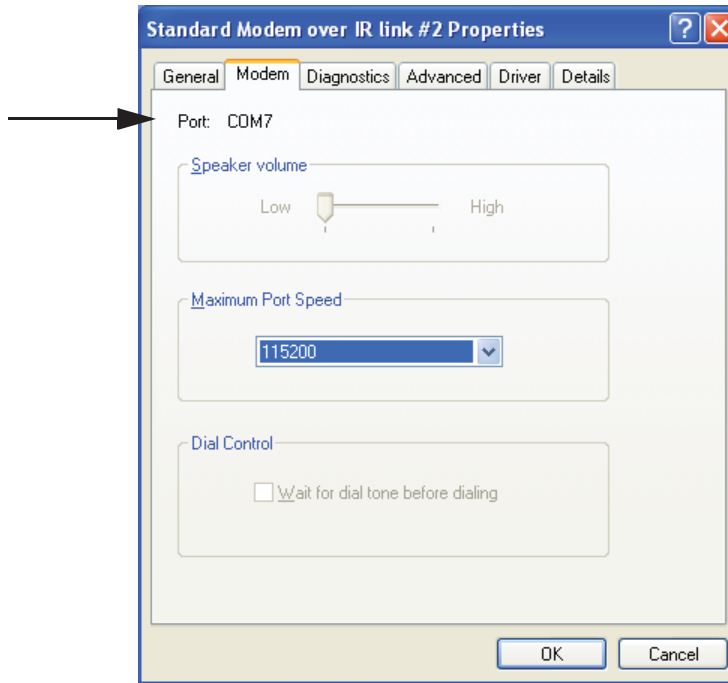 Standard Modem over IR link #2 Properties
General Modem Diagnostics Advanced Driver Details
Port: COM7
Speaker volume
Low High
Maximum Port Speed
115200
Dial Control
Wait for dial tone before dialing
OK Cancel